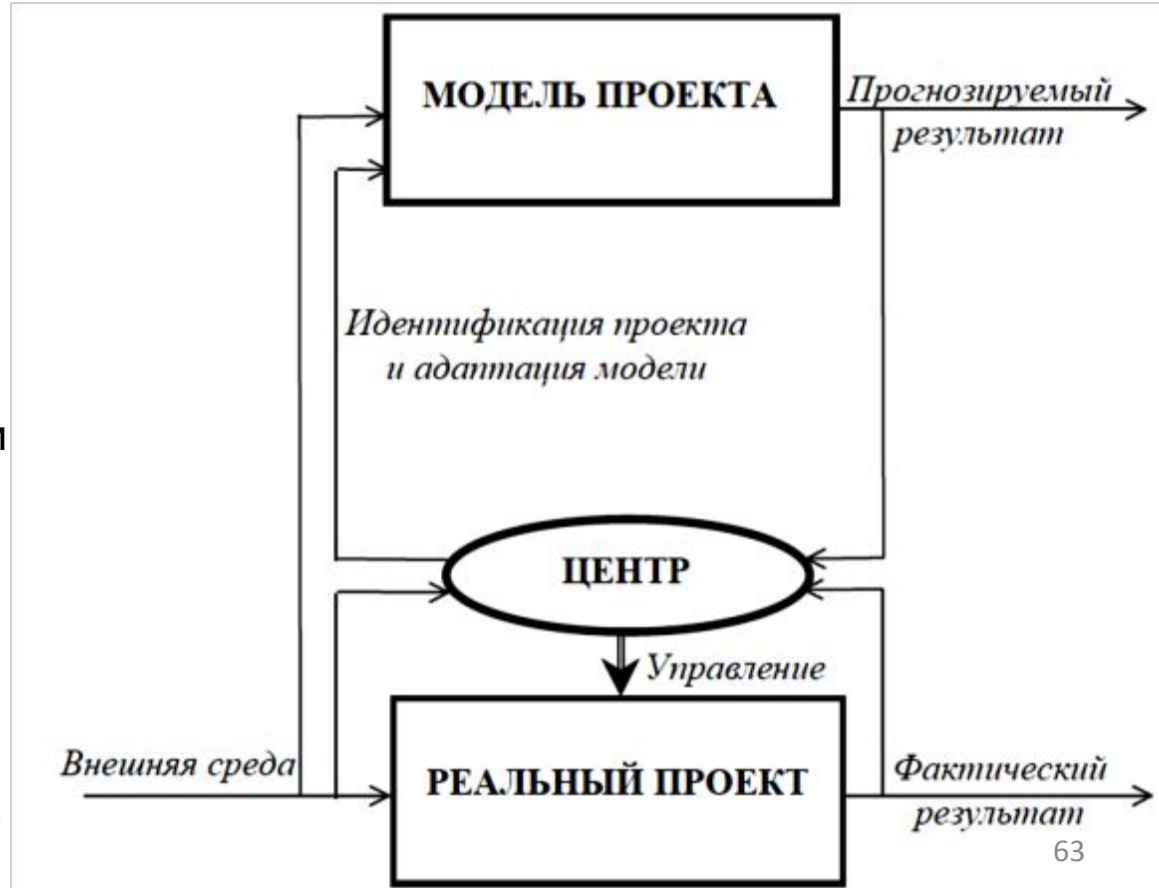 МОДЕЛЬ ПРОЕКТА
Прогнозируемый
результат
Идентификация проекта
и адаптация модели
и
ЦЕНТР
Управление
Внешняя среда
РЕАЛЬНЫЙ ПРОЕКТ
Фактический
результат
63